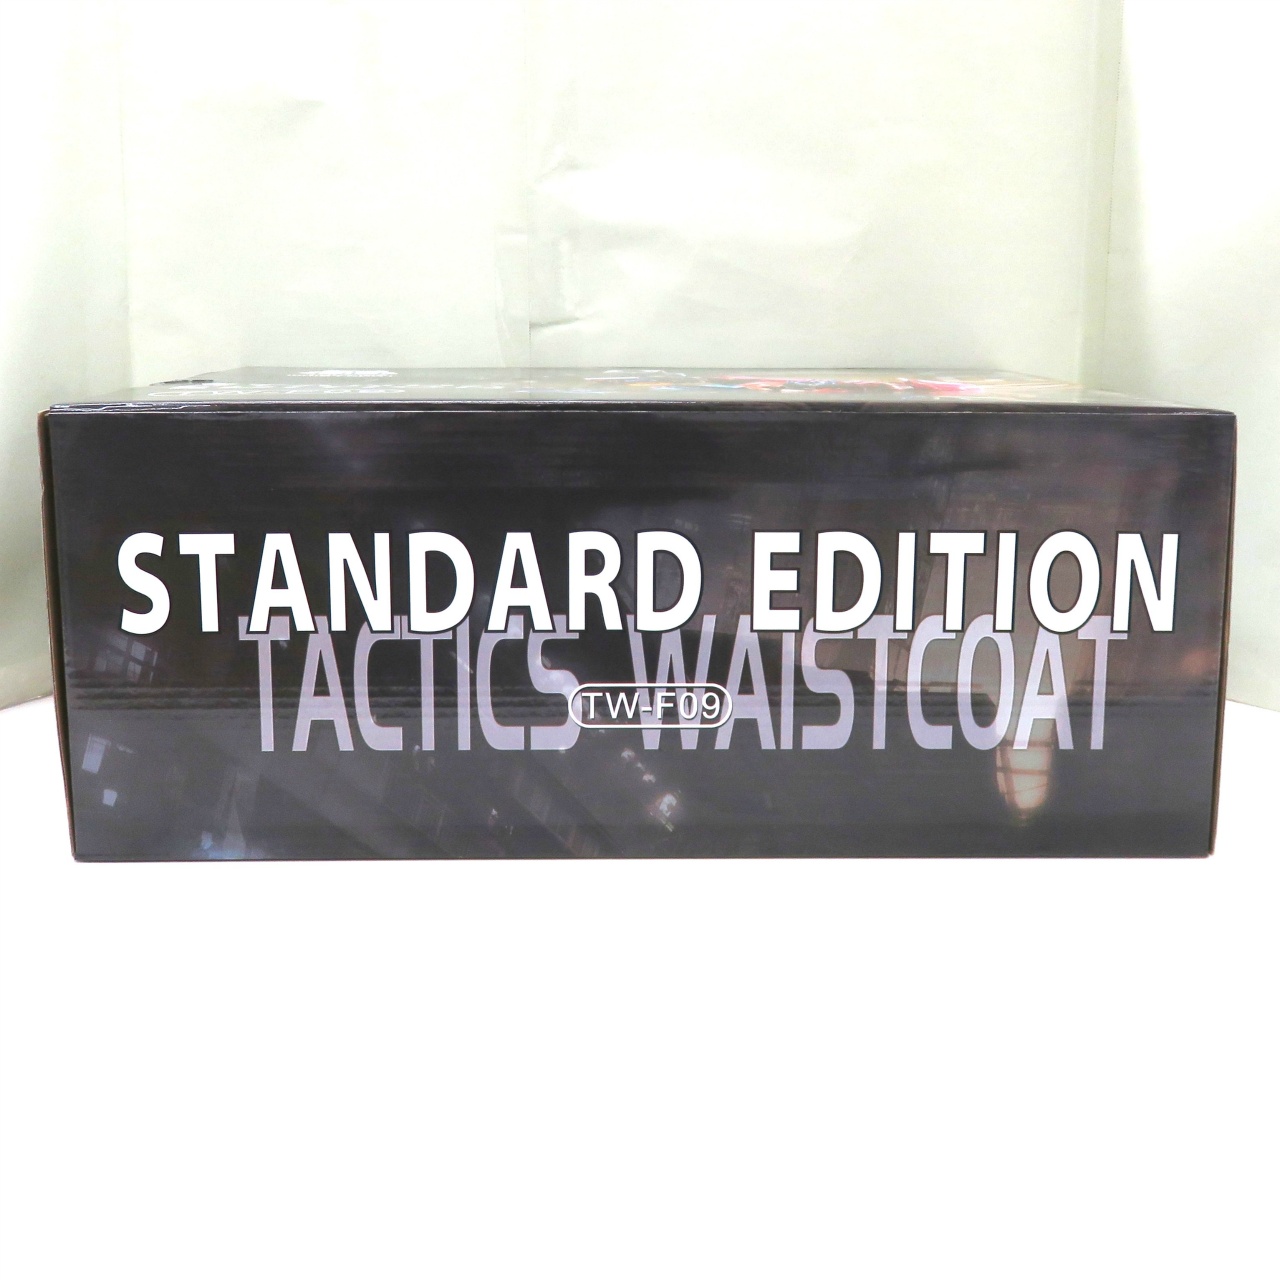 STANDARD EDITION
TACTICS WAISTCOAT
TW-F09